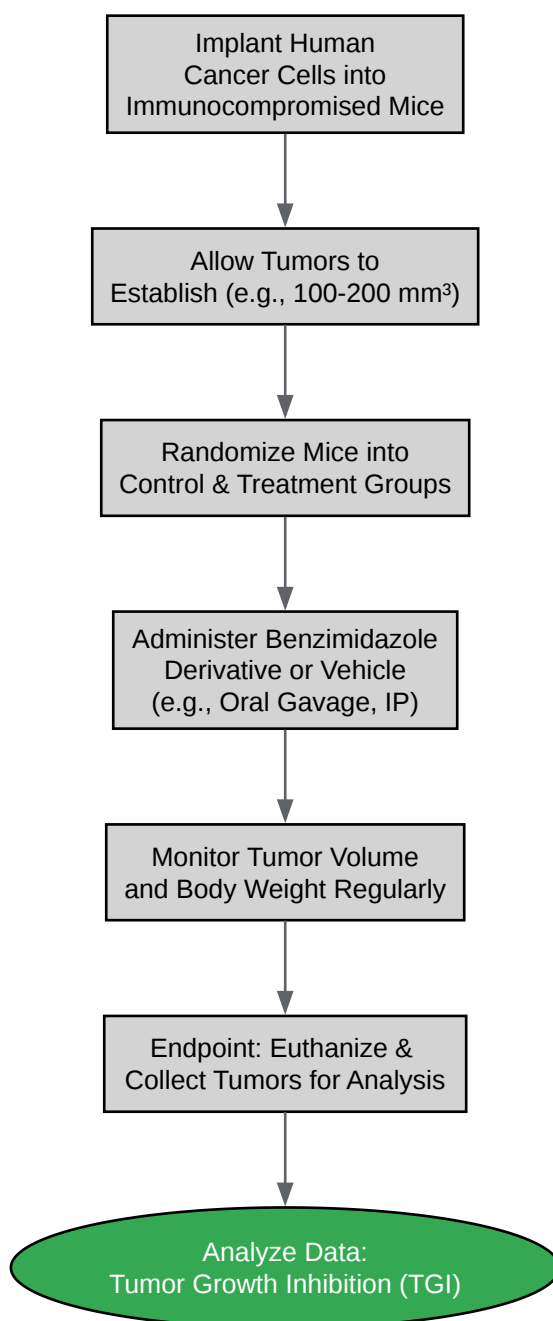 Implant Human
Cancer Cells into
Immunocompromised Mice
Allow Tumors to
Establish (e.g., 100-200 mm³)
Randomize Mice into
Control & Treatment Groups
Administer Benzimidazole
Derivative or Vehicle
(e.g., Oral Gavage, IP)
Monitor Tumor Volume
and Body Weight Regularly
Endpoint: Euthanize &
Collect Tumors for Analysis
Analyze Data:
Tumor Growth Inhibition (TGI)